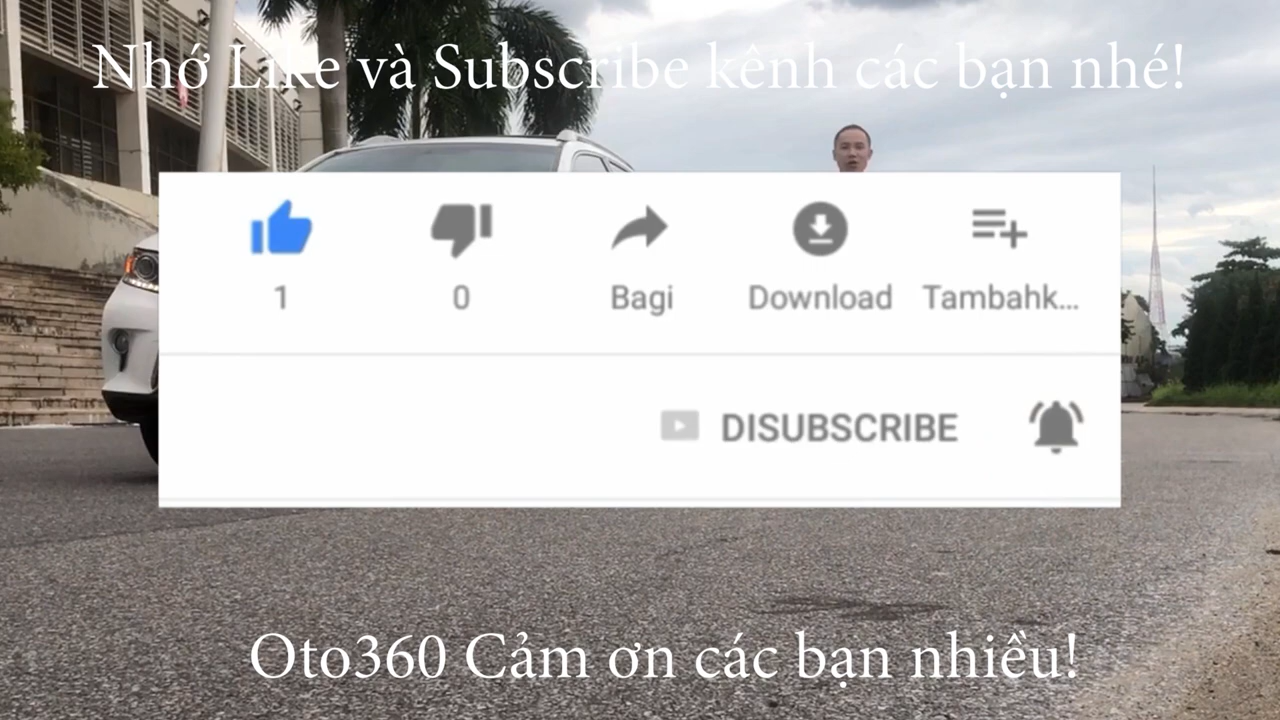 Nhớ Like và Subscribe kênh các bạn nhé!
1 0 Bagi Download Tambahk...
DISUBSCRIBE
Oto360 Cảm ơn các bạn nhiều!